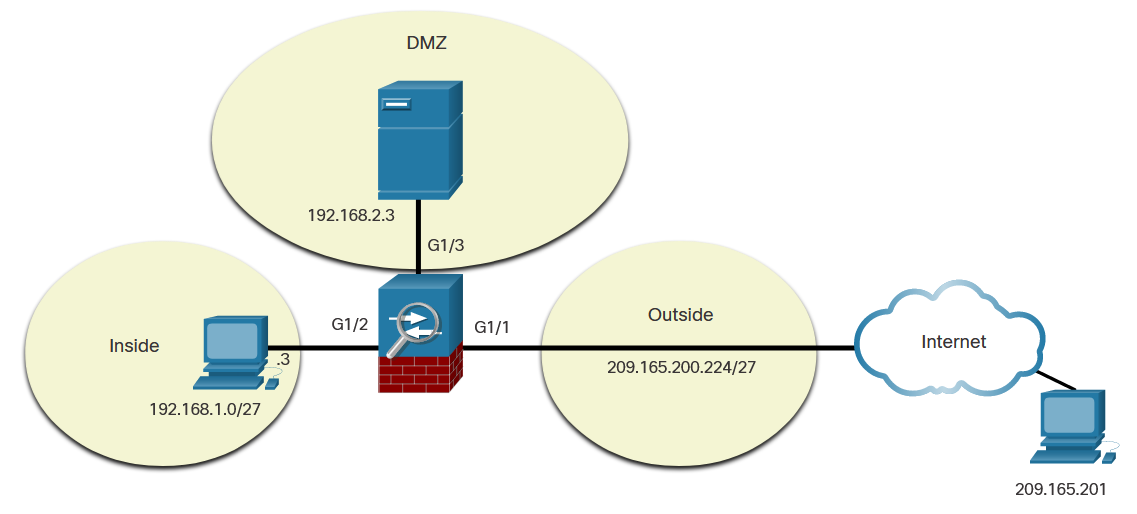 DMZ
192.168.2.3
G1/3
Inside
.3
192.168.1.0/27
G1/2
G1/1
Outside
209.165.200.224/27
Internet
209.165.201